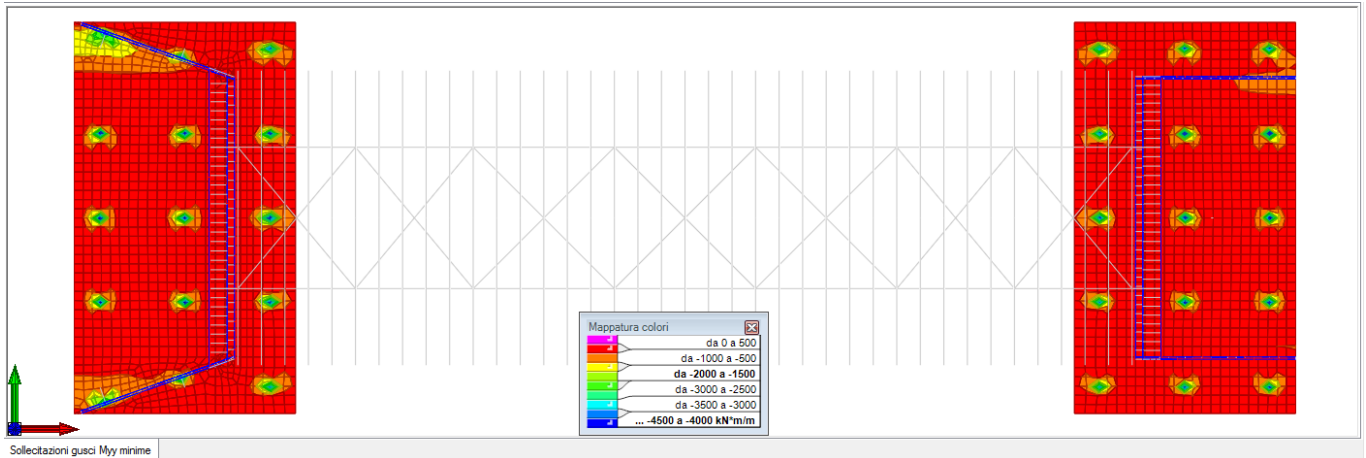 Mappatura colori
da 0 a 500
da -1000 a -500
da -2000 a -1500
da -3000 a -2500
da -3500 a -3000
... -4500 a -4000 kN*m/m
Sollecitazioni gusci Myy minime